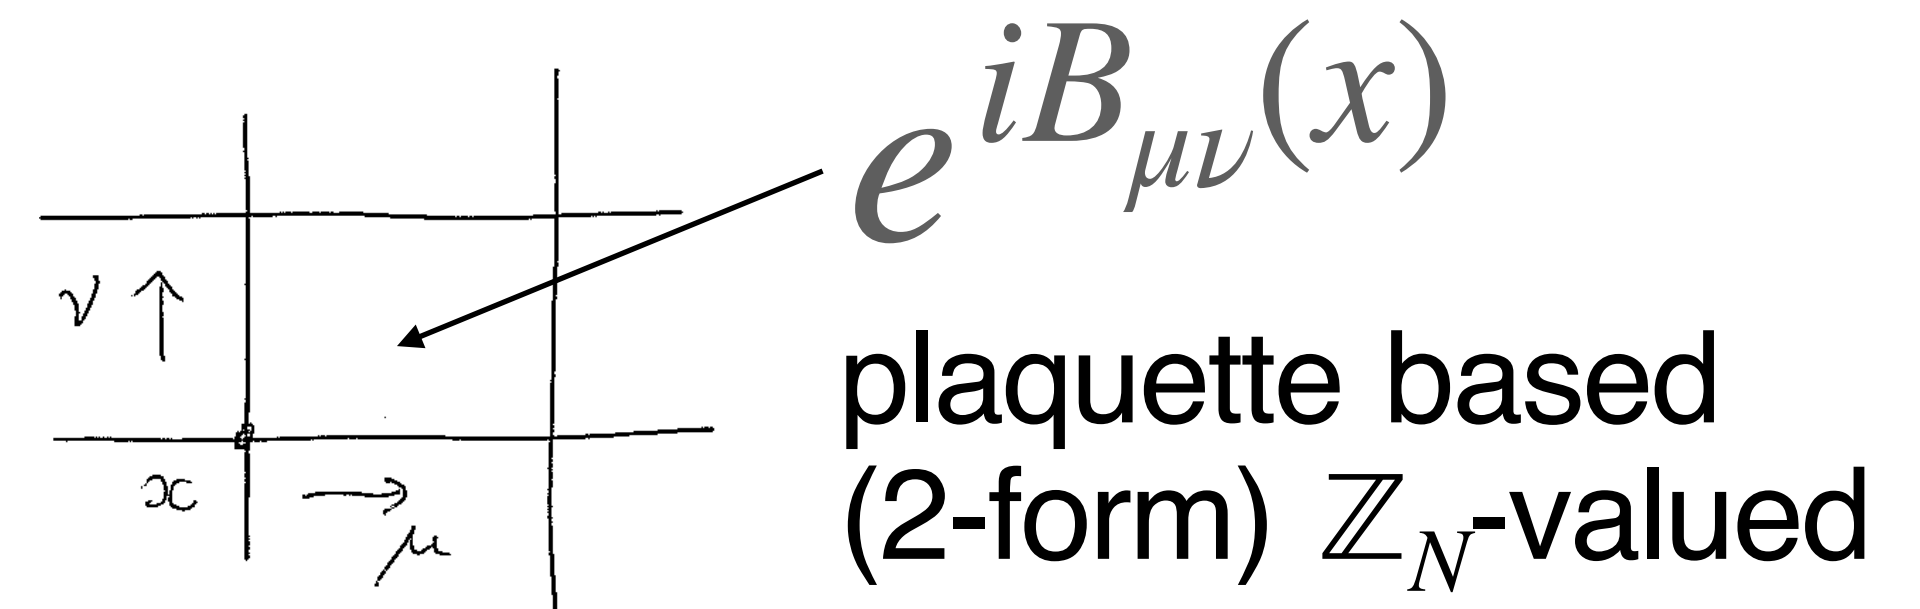 e^{iB_{μν}(x)}
ν ↑
plaquette based
x → μ
(2-form) ℤ_N-valued